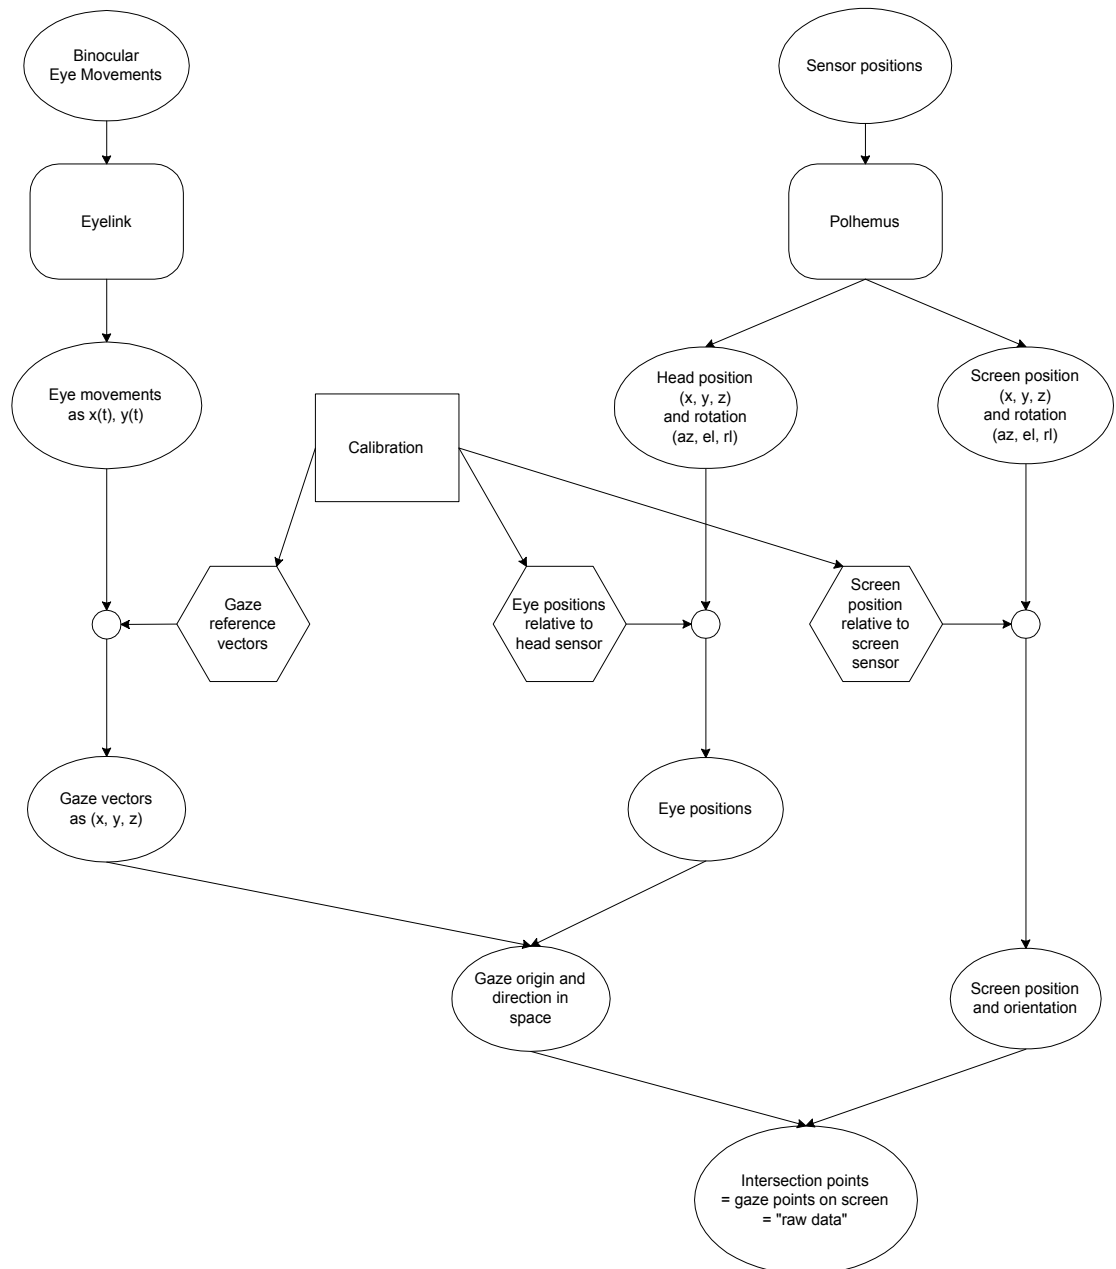 Binocular
Eye Movements
Sensor positions
Eyelink
Polhemus
Eye movements
as x(t), y(t)
Calibration
Head position
(x, y, z)
and rotation
(az, el, rl)
Screen position
(x, y, z)
and rotation
(az, el, rl)
Gaze
reference
vectors
Eye positions
relative to
head sensor
Screen
position
relative to
screen
sensor
Gaze vectors
as (x, y, z)
Eye positions
Gaze origin and
direction in
space
Screen position
and orientation
Intersection points
= gaze points on screen
= "raw data"